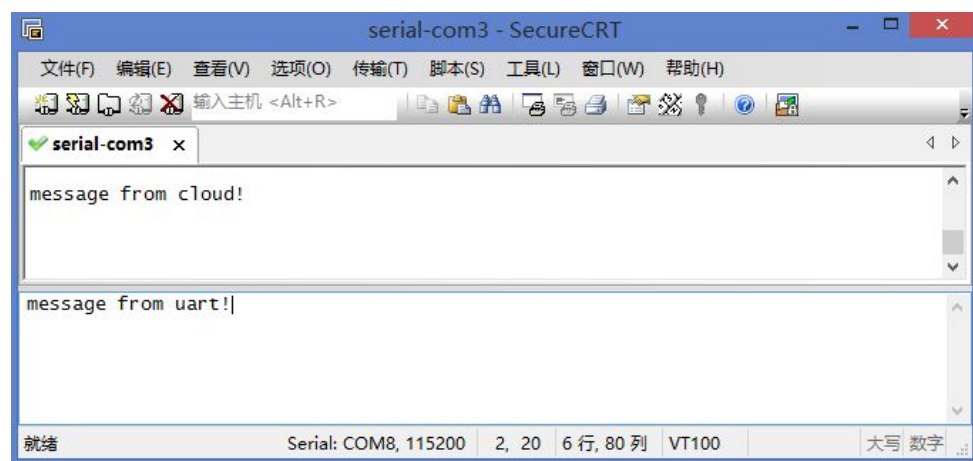 serial-com3 - SecureCRT
文件(F) 编辑(E) 查看(V) 选项(O) 传输(T) 脚本(S) 工具(L) 窗口(W) 帮助(H)
输入主机 <Alt+R>
serial-com3 x
message from cloud!
message from uart!
就绪 Serial: COM8, 115200 2, 20 6 行, 80 列 VT100 大写 数字